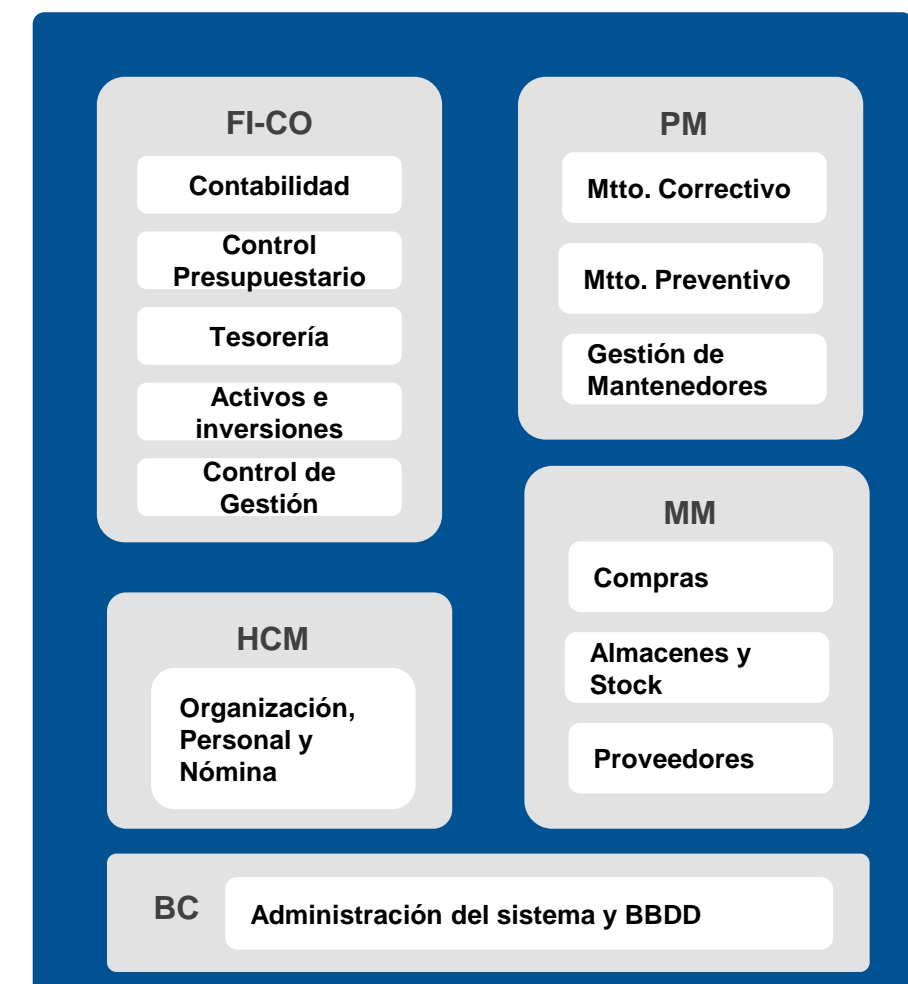 FI-CO
Contabilidad
Control
Presupuestario
Tesorería
Activos e
inversiones
Control de
Gestión
PM
Mtto. Correctivo
Mtto. Preventivo
Gestión de
Mantenedores
HCM
Organización,
Personal y
Nómina
MM
Compras
Almacenes y
Stock
Proveedores
BC
Administración del sistema y BBDD